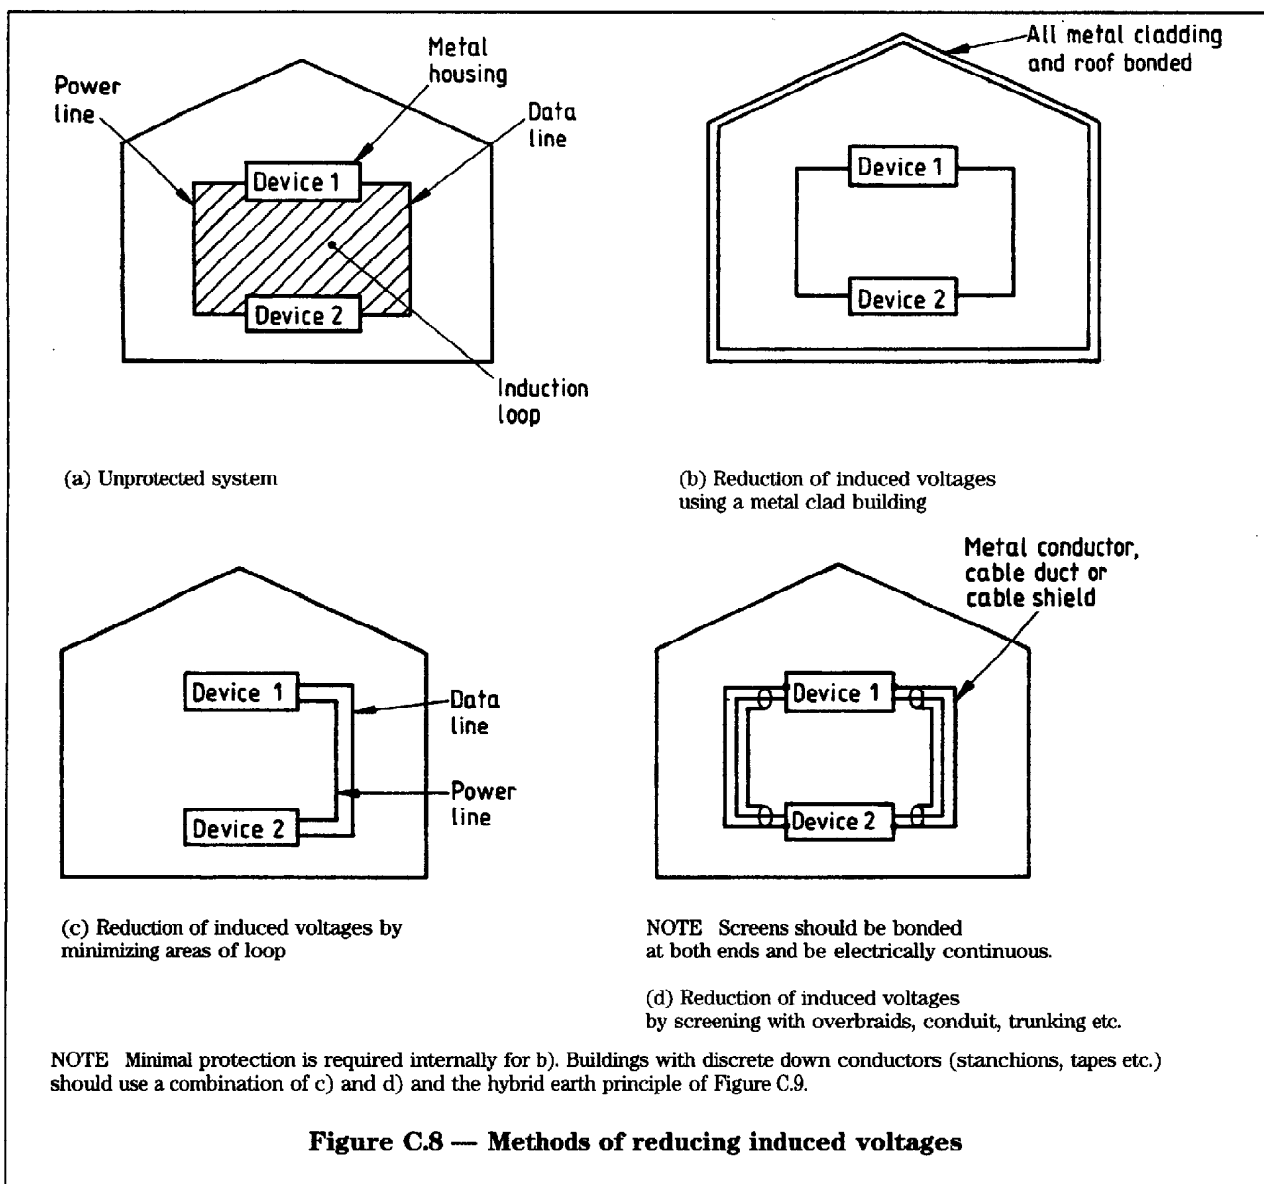 Metal
housing
Power
line
Data
line
Device 1
Device 2
Induction
loop
(a) Unprotected system
All metal cladding
and roof bonded
Device 1
Device 2
(b) Reduction of induced voltages
using a metal clad building
Device 1
Data
line
Power
line
Device 2
(c) Reduction of induced voltages by
minimizing areas of loop
Metal conductor,
cable duct or
cable shield
Device 1
Device 2
NOTE Screens should be bonded
at both ends and be electrically continuous.
(d) Reduction of induced voltages
by screening with overbraids, conduit, trunking etc.
NOTE Minimal protection is required internally for b). Buildings with discrete down conductors (stanchions, tapes etc.)
should use a combination of c) and d) and the hybrid earth principle of Figure C.9.
Figure C.8 — Methods of reducing induced voltages